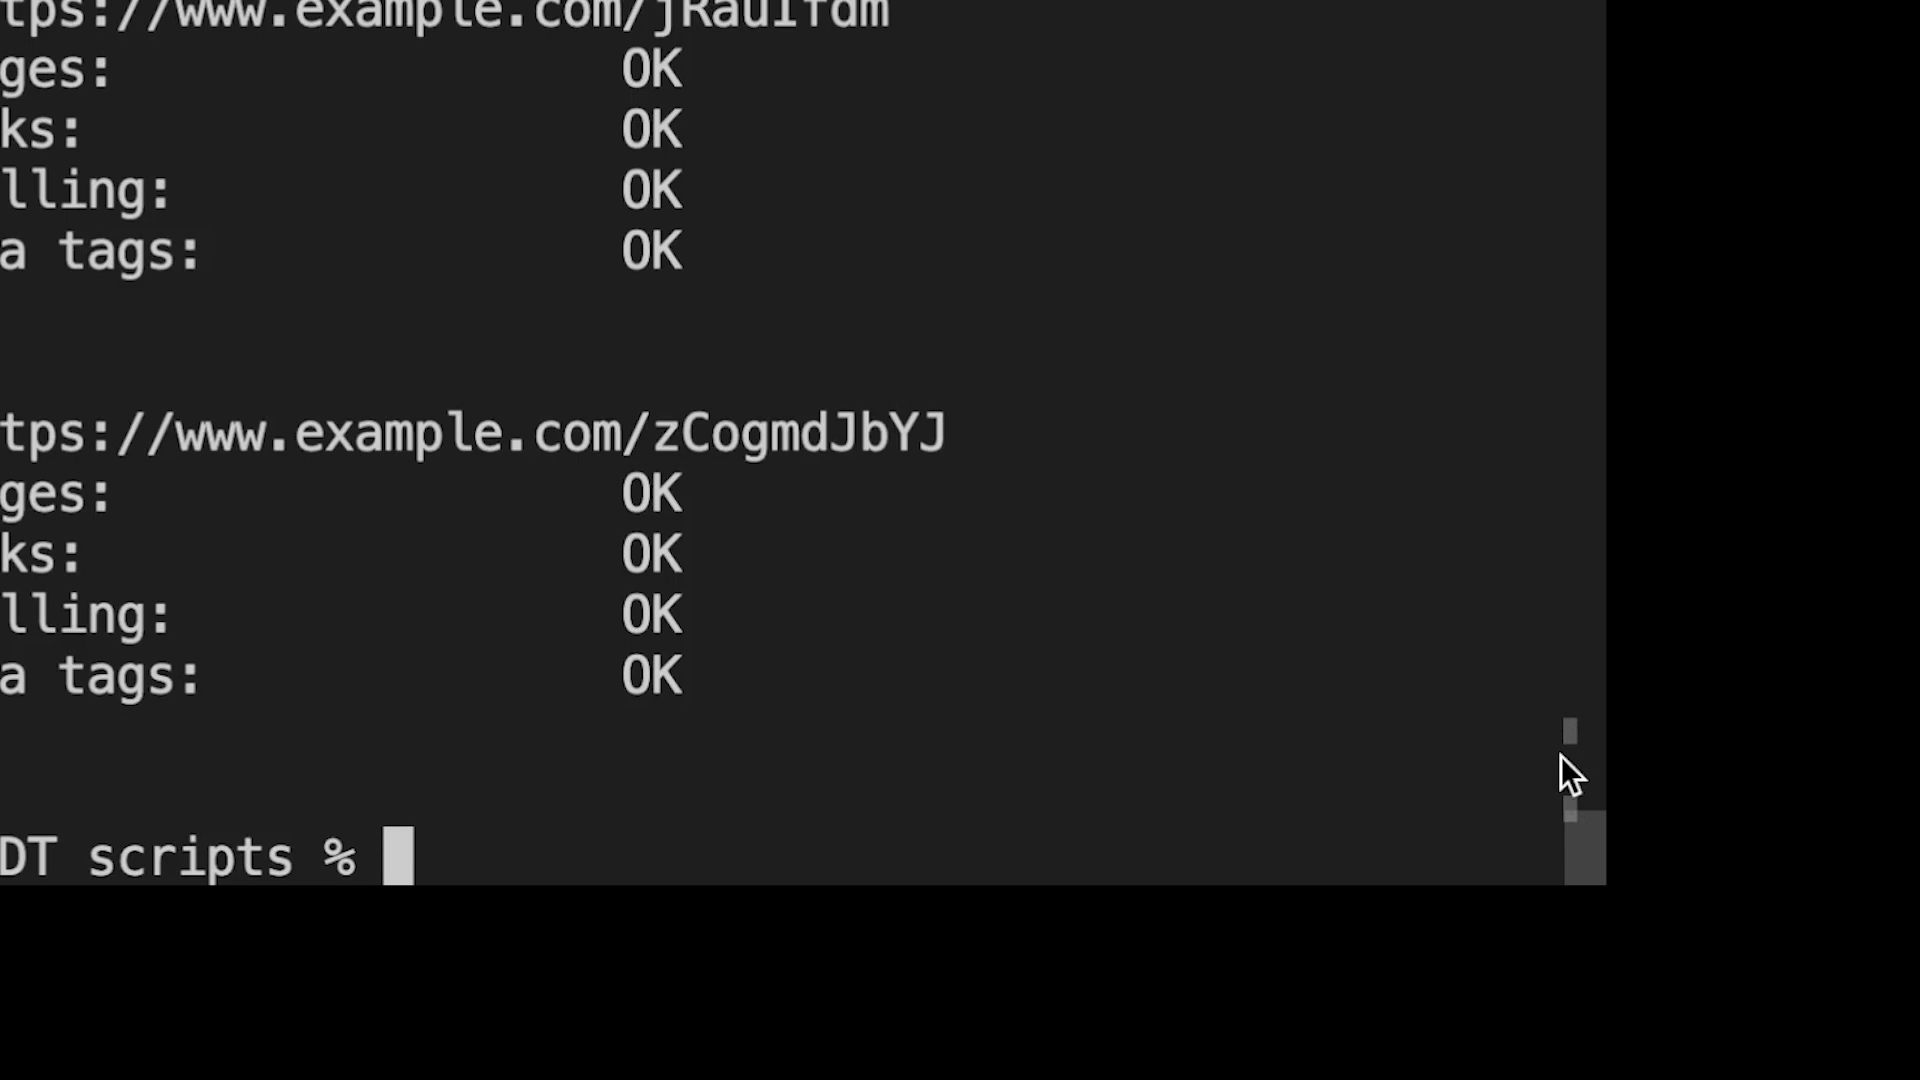 tps://www.example.com/jRauIfdm
ges: OK
ks: OK
lling: OK
a tags: OK
tps://www.example.com/zCogmdJbYJ
ges: OK
ks: OK
lling: OK
a tags: OK
DT scripts %